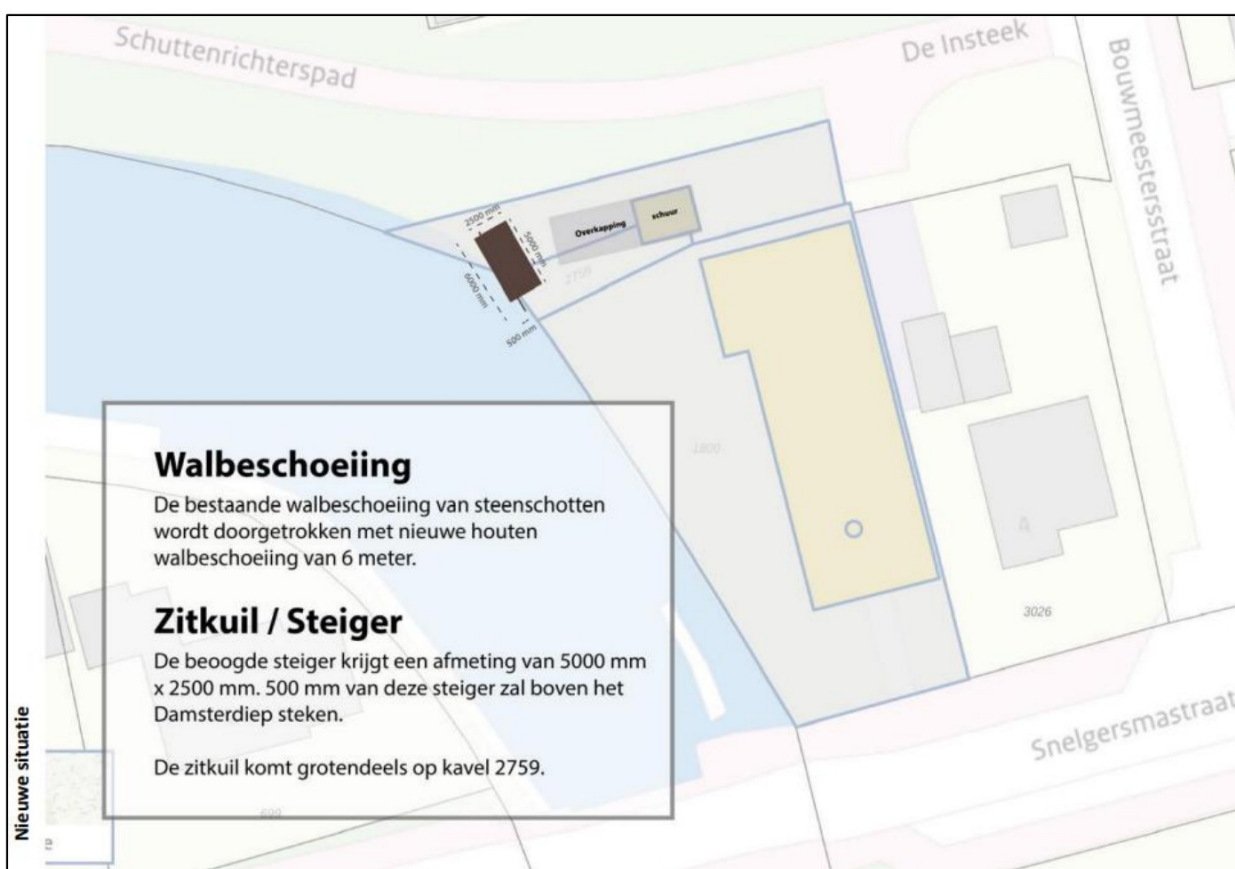 Schuttenrichterspad
De Insteek
Bouwmeestersstraat
2500 mm
5000 mm
6000 mm
500 mm
Overkapping
schuur
2759
1800
4
3026
Walbeschoeiing
De bestaande walbeschoeiing van steenschotten
wordt doorgetrokken met nieuwe houten
walbeschoeiing van 6 meter.
Zitkuil / Steiger
De beoogde steiger krijgt een afmeting van 5000 mm
x 2500 mm. 500 mm van deze steiger zal boven het
Damsterdiep steken.
De zitkuil komt grotendeels op kavel 2759.
Snelgersmastraat
Nieuwe situatie